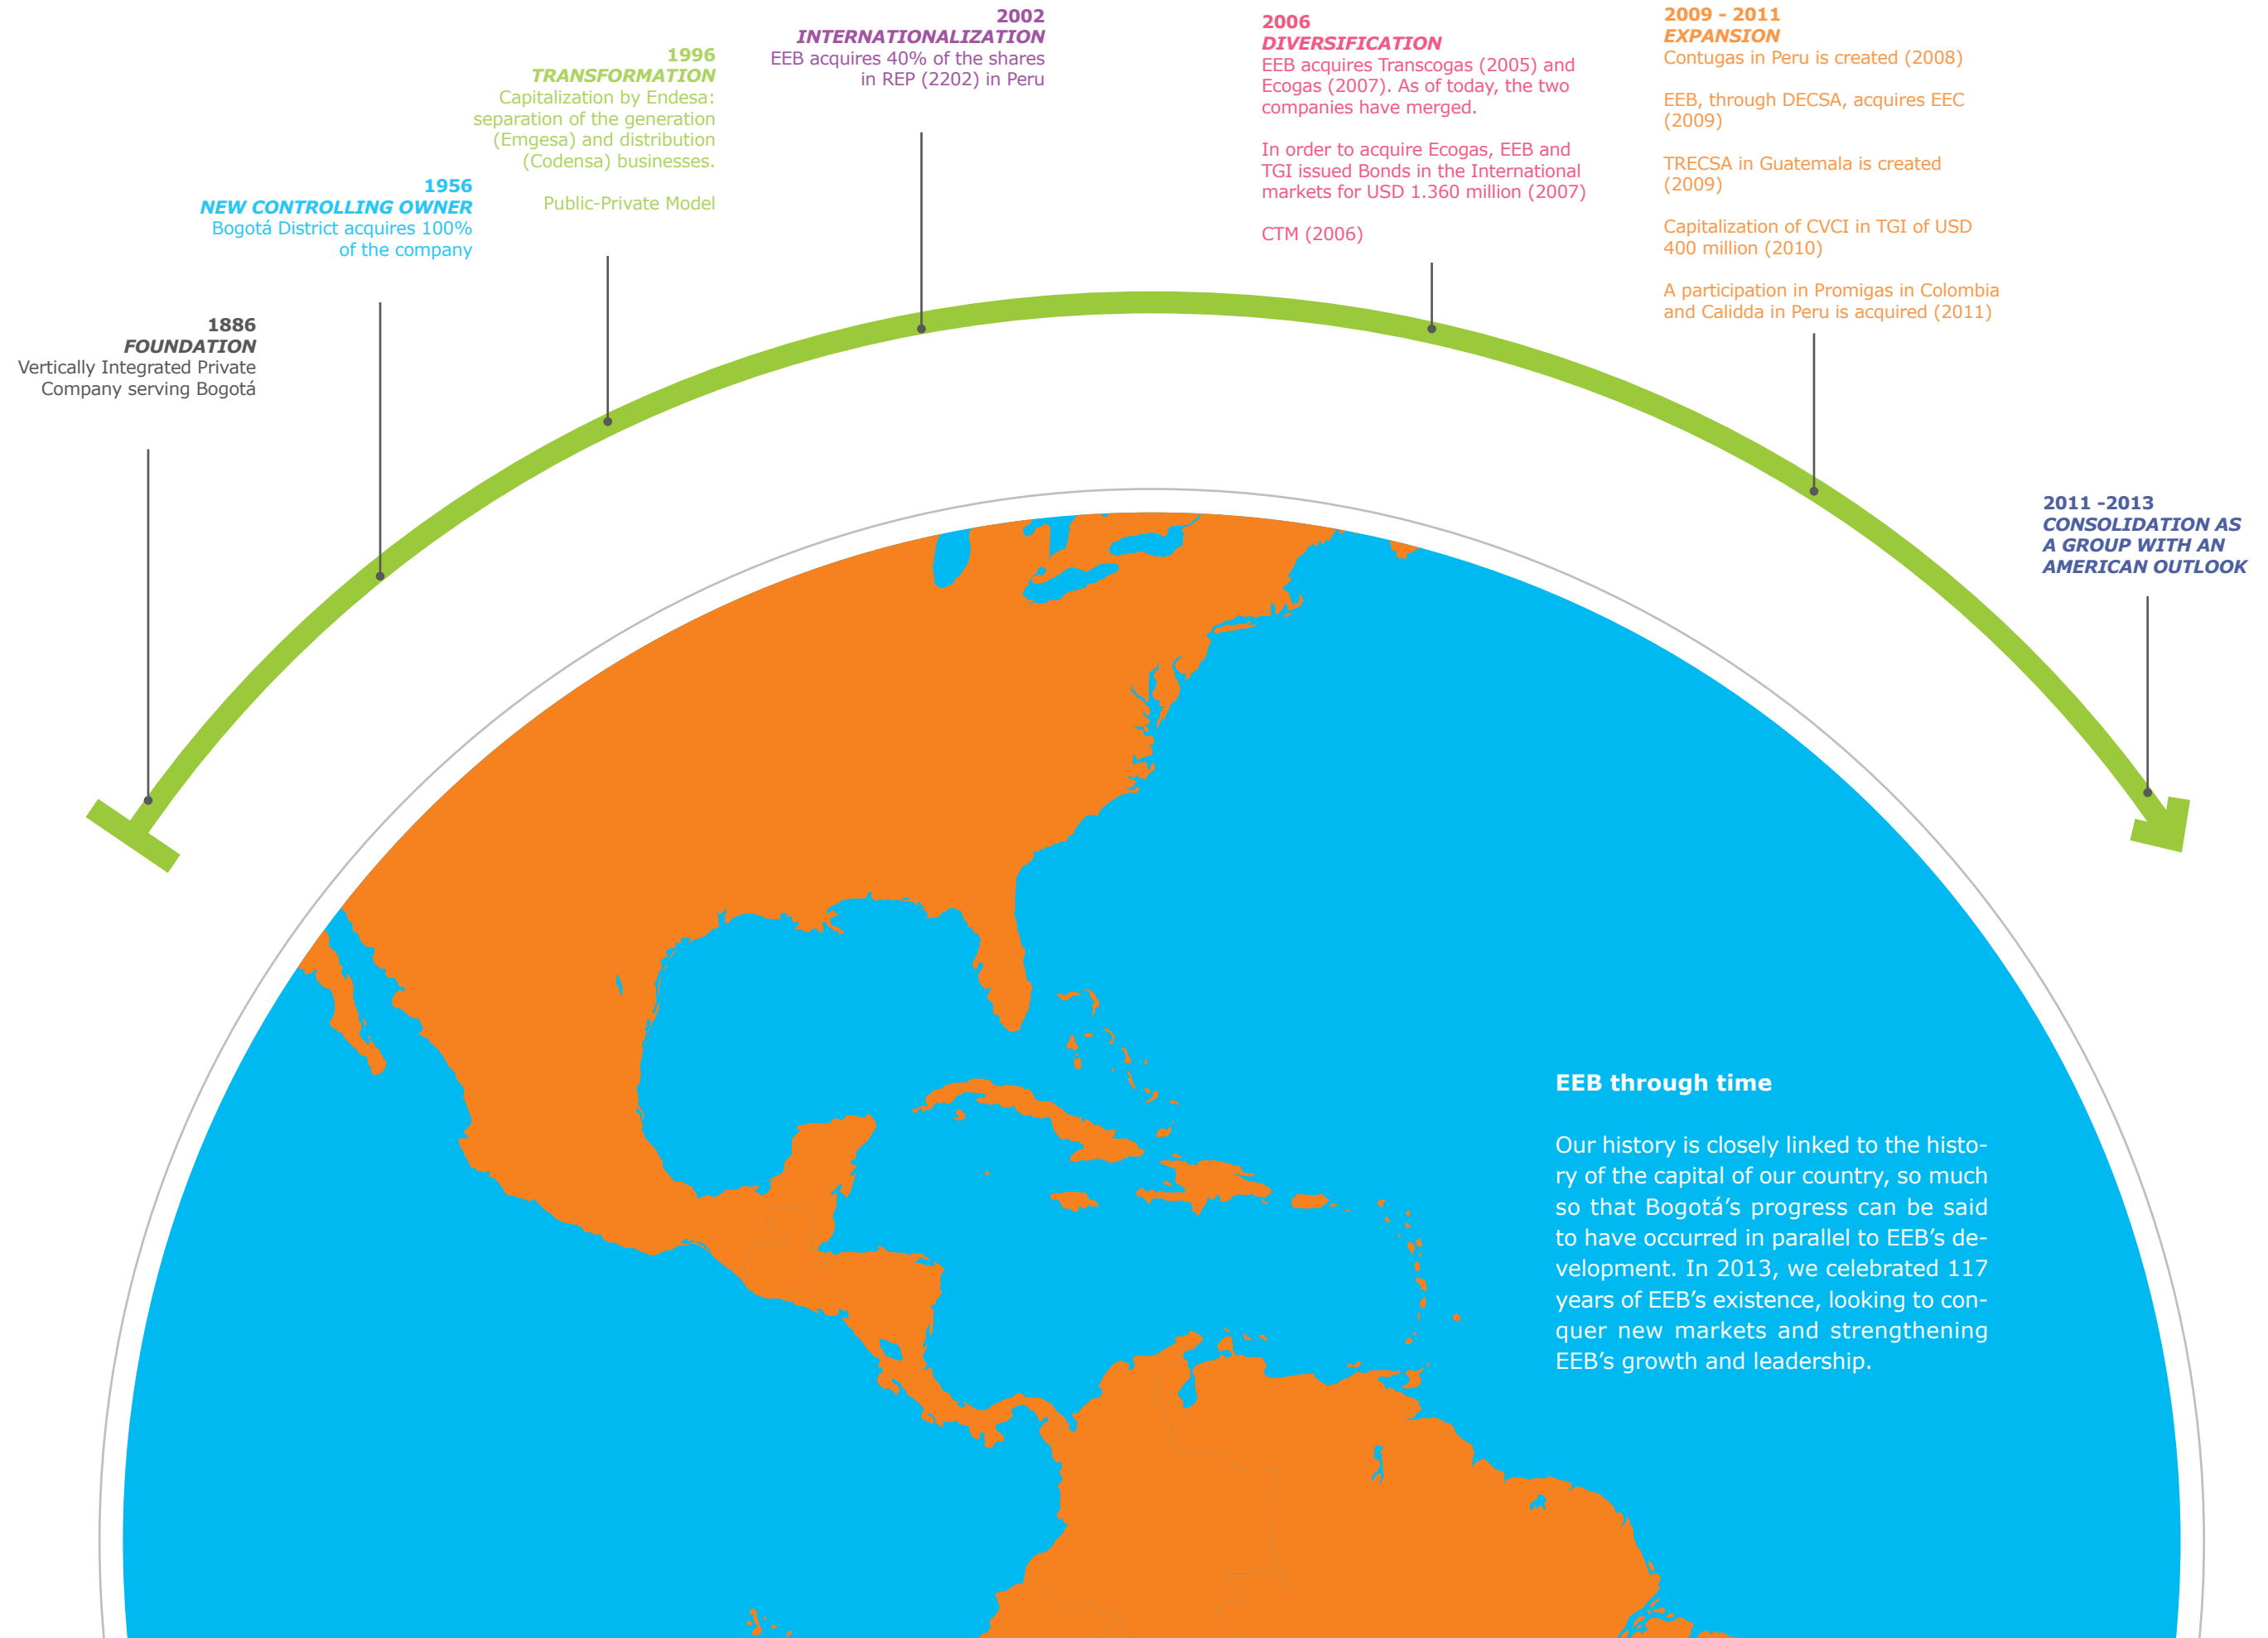 1886
FOUNDATION
Vertically Integrated Private
Company serving Bogotá
1956
NEW CONTROLLING OWNER
Bogotá District acquires 100%
of the company
1996
TRANSFORMATION
Capitalization by Endesa:
separation of the generation
(Emgesa) and distribution
(Codensa) businesses.
Public-Private Model
2002
INTERNATIONALIZATION
EEB acquires 40% of the shares
in REP (2202) in Peru
2006
DIVERSIFICATION
EEB acquires Transcogas (2005) and
Ecogas (2007). As of today, the two
companies have merged.
In order to acquire Ecogas, EEB and
TGI issued Bonds in the International
markets for USD 1.360 million (2007)
CTM (2006)
2009 - 2011
EXPANSION
Contugas in Peru is created (2008)
EEB, through DECSA, acquires EEC
(2009)
TRECSA in Guatemala is created
(2009)
Capitalization of CVCI in TGI of USD
400 million (2010)
A participation in Promigas in Colombia
and Calidda in Peru is acquired (2011)
2011 -2013
CONSOLIDATION AS
A GROUP WITH AN
AMERICAN OUTLOOK
EEB through time
Our history is closely linked to the histo-
ry of the capital of our country, so much
so that Bogotá’s progress can be said
to have occurred in parallel to EEB’s de-
velopment. In 2013, we celebrated 117
years of EEB’s existence, looking to con-
quer new markets and strengthening
EEB’s growth and leadership.